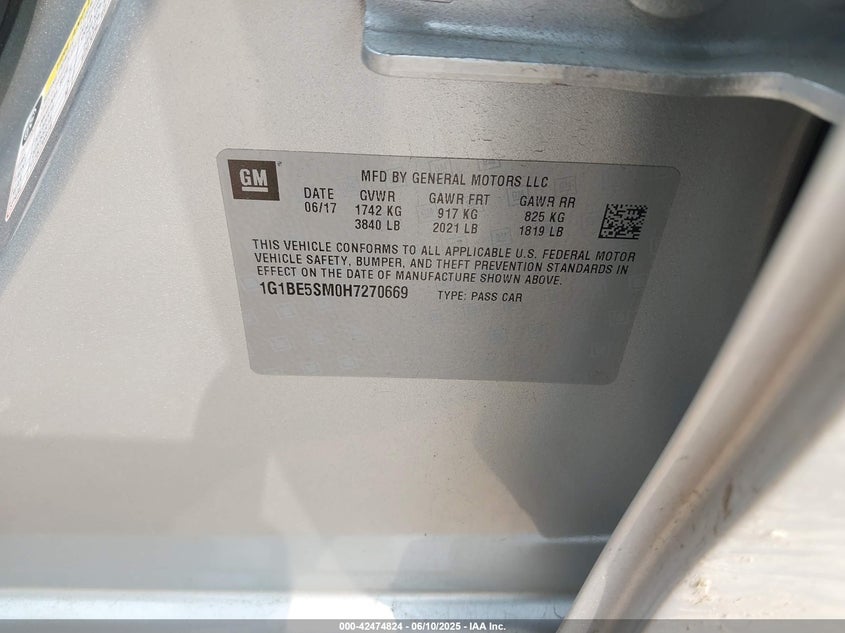 GM
MFD BY GENERAL MOTORS LLC
DATE GVWR GAWR FRT GAWR RR
06/17 1742 KG 917 KG 825 KG
3840 LB 2021 LB 1819 LB
THIS VEHICLE CONFORMS TO ALL APPLICABLE U.S. FEDERAL MOTOR
VEHICLE SAFETY, BUMPER, AND THEFT PREVENTION STANDARDS IN
EFFECT ON THE DATE OF MANUFACTURE SHOWN ABOVE.
1G1BE5SM0H7270669 TYPE: PASS CAR
000-42474824 - 06/10/2025 - IAA Inc.